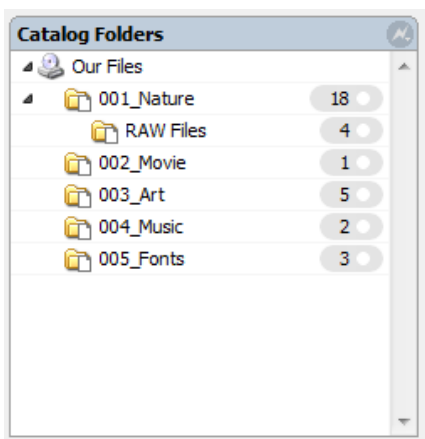 Catalog Folders
Our Files
001_Nature 18
RAW Files 4
002_Movie 1
003_Art 5
004_Music 2
005_Fonts 3